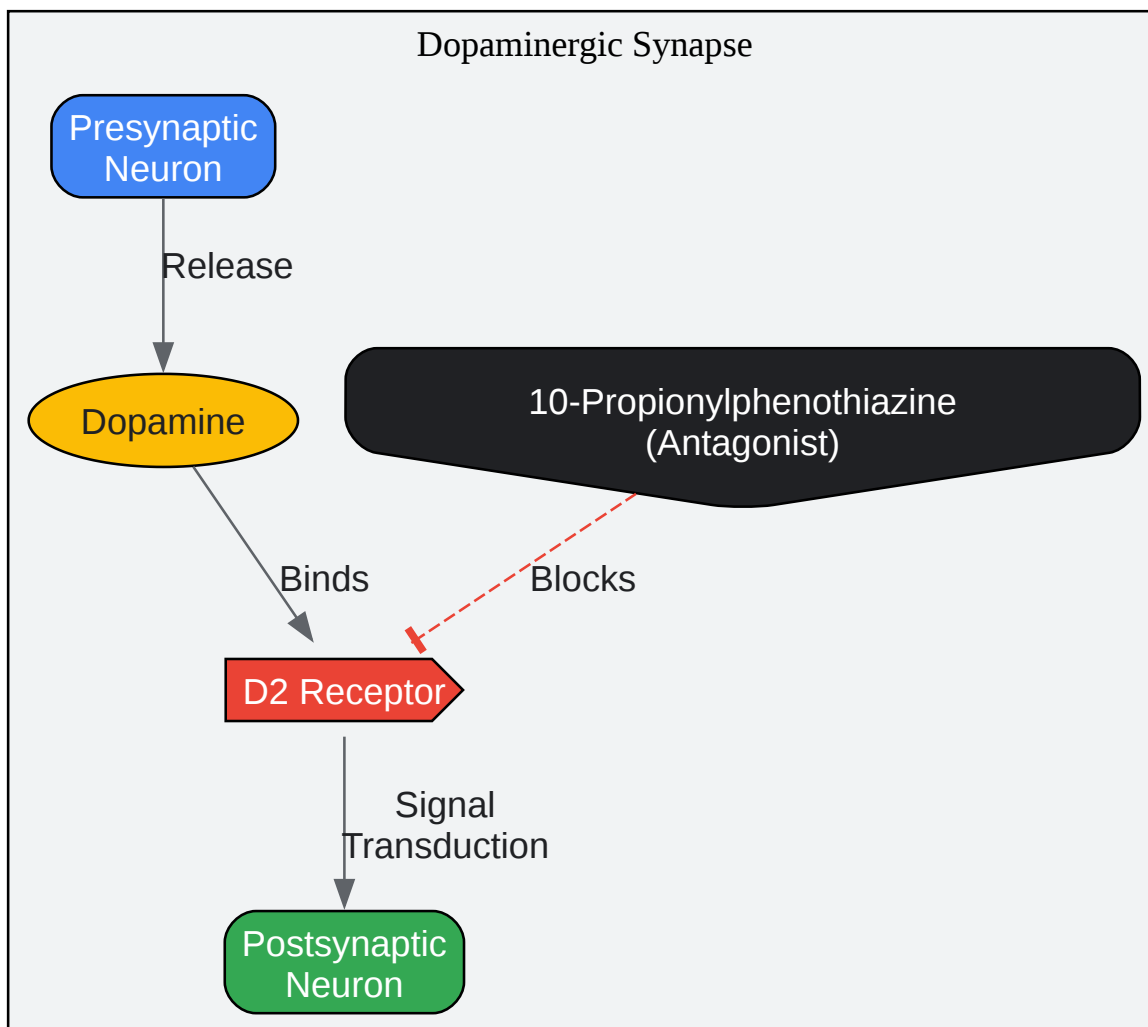 Dopaminergic Synapse
Presynaptic
Neuron
Release
Dopamine
10-Propionylphenothiazine
(Antagonist)
Binds
Blocks
D2 Receptor
Signal
Transduction
Postsynaptic
Neuron